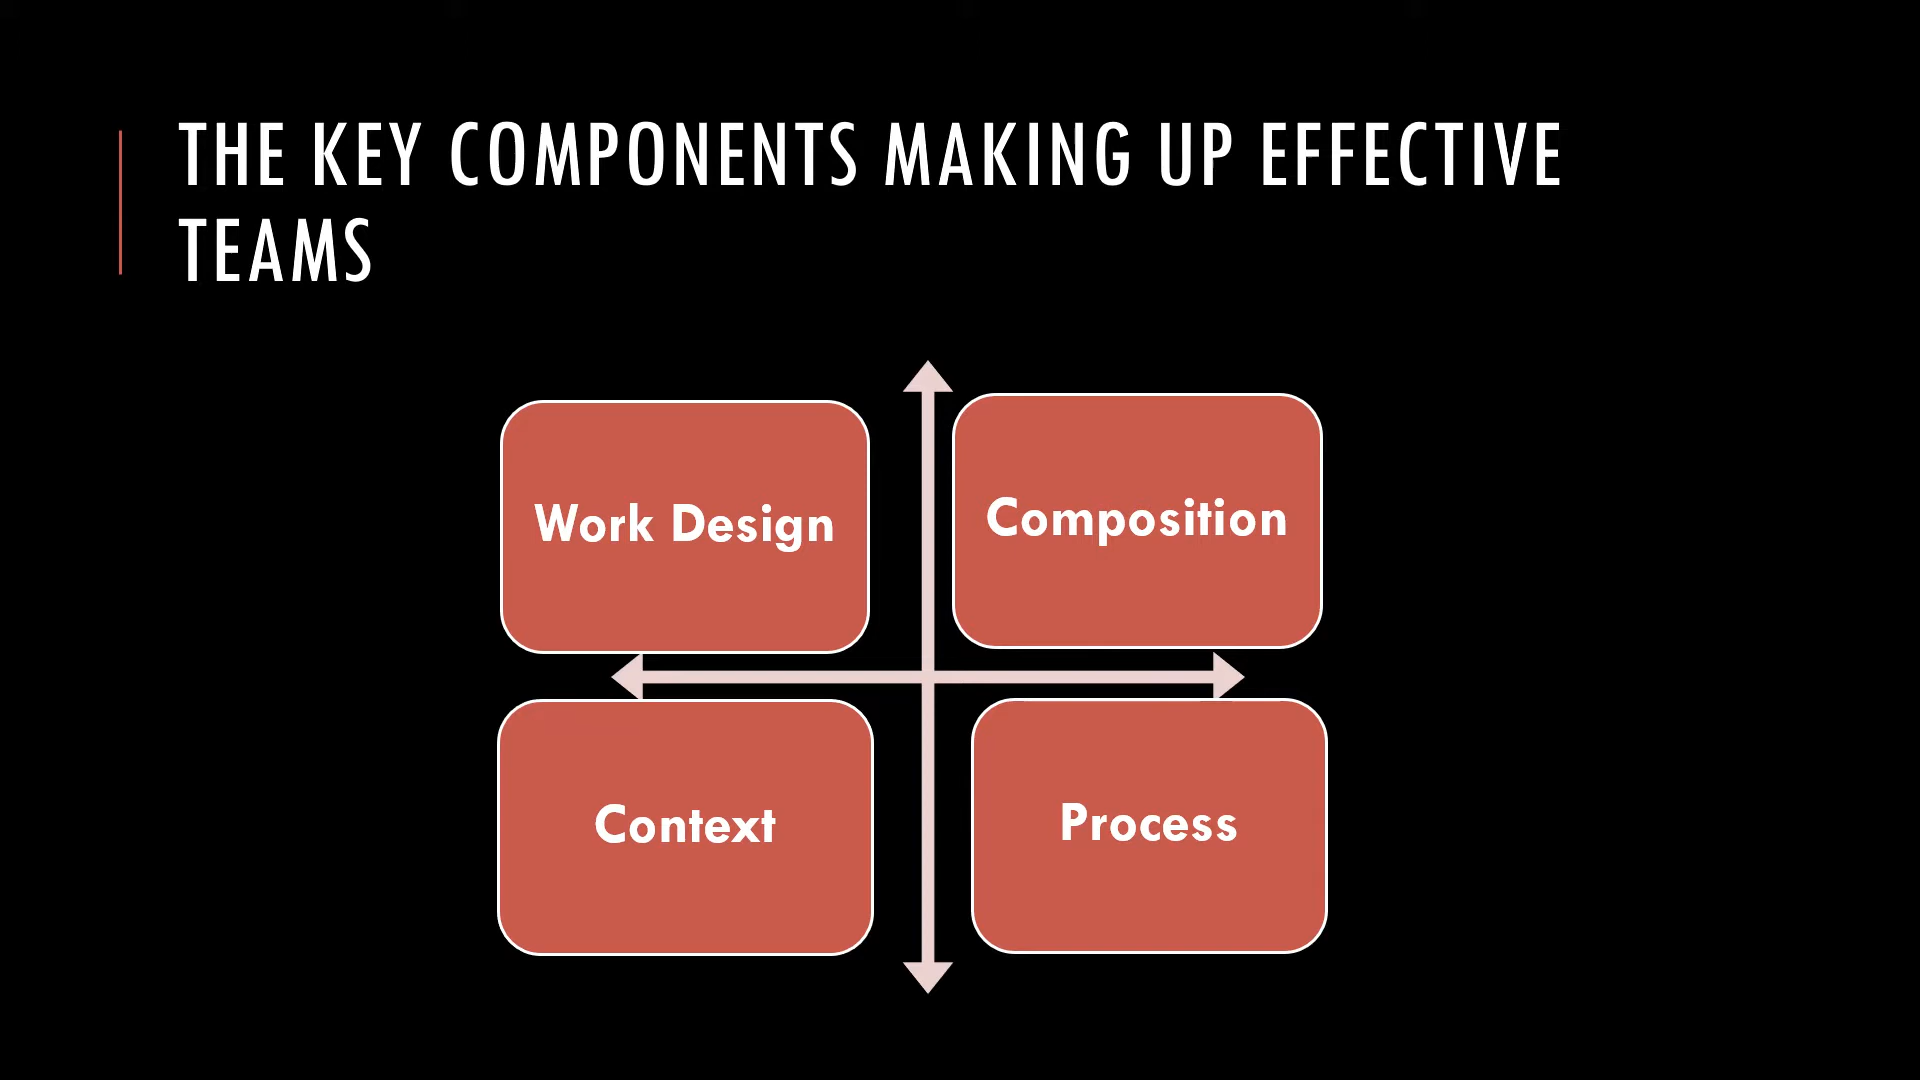 THE KEY COMPONENTS MAKING UP EFFECTIVE
TEAMS
Work Design
Composition
Context
Process